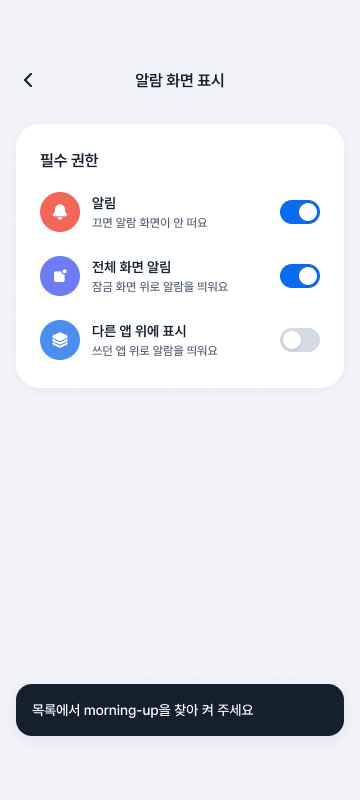 알람 화면 표시
필수 권한
알림
끄면 알람 화면이 안 떠요
전체 화면 알림
잠금 화면 위로 알람을 띄워요
다른 앱 위에 표시
쓰던 앱 위로 알람을 띄워요
목록에서 morning-up을 찾아 켜 주세요